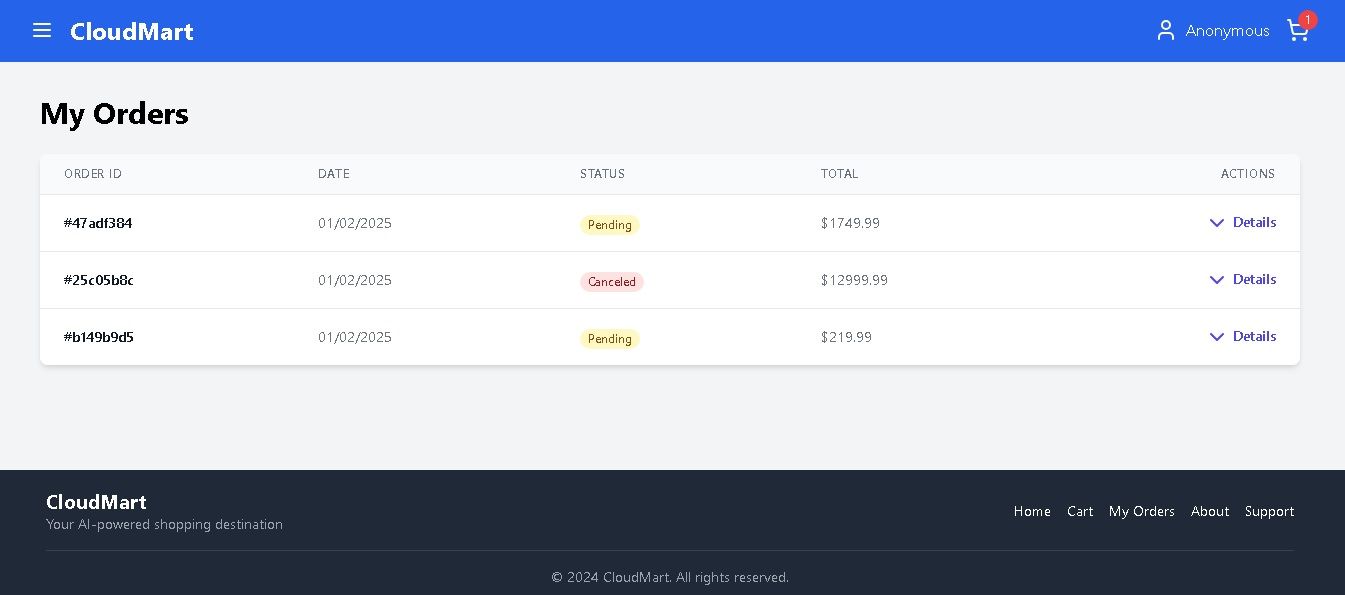 CloudMart
Anonymous
1
My Orders
ORDER ID DATE STATUS TOTAL ACTIONS
#47adf384 01/02/2025 Pending $1749.99 Details
#25c05b8c 01/02/2025 Canceled $12999.99 Details
#b149b9d5 01/02/2025 Pending $219.99 Details
CloudMart
Your AI-powered shopping destination
Home Cart My Orders About Support
© 2024 CloudMart. All rights reserved.